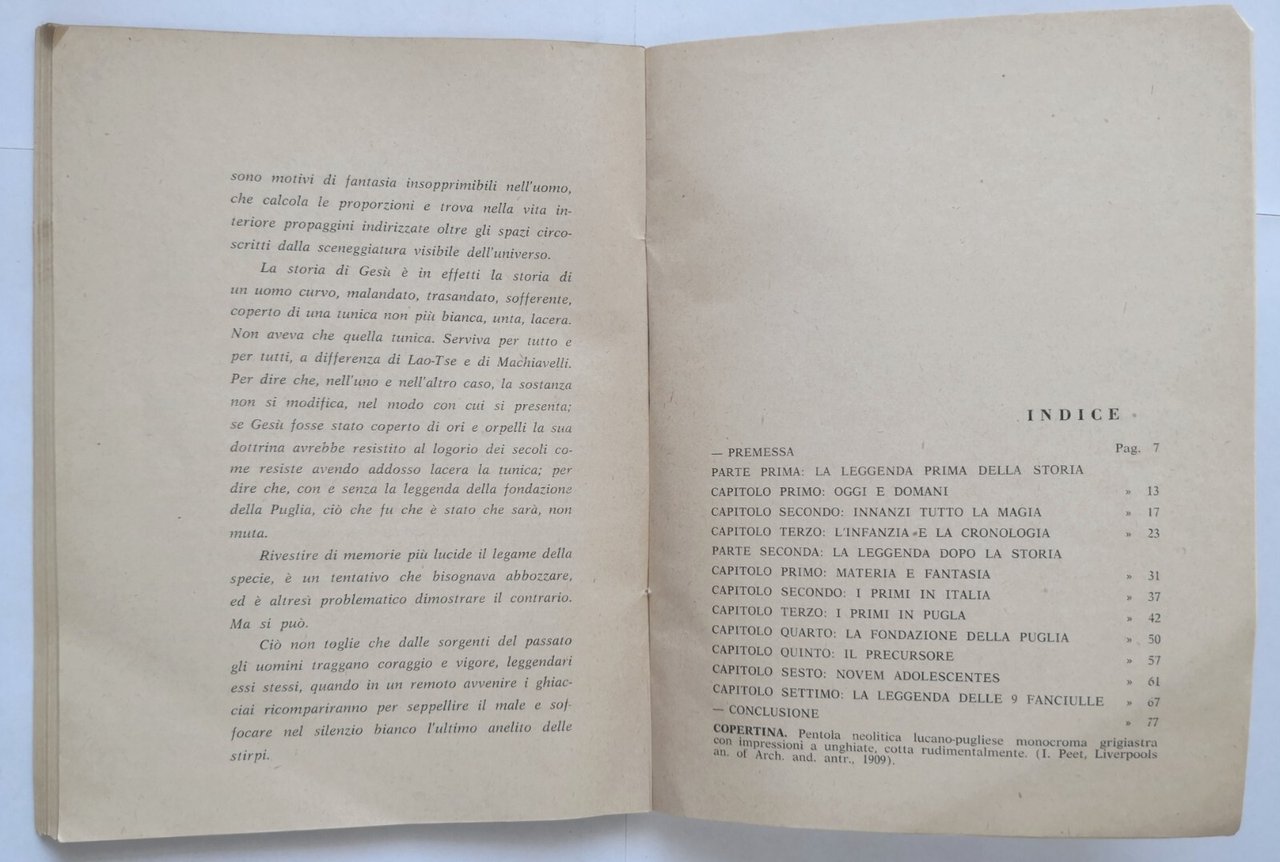 sono motivi di fantasia insopprimibili nell'uomo,
che calcola le proporzioni e trova nella vita in-
teriore propaggini indirizzate oltre gli spazi circo-
scritti dalla sceneggiatura visibile dell'universo.
La storia di Gesù è in effetti la storia di
un uomo curvo, malandato, trasandato, sofferente,
coperto di una tunica non più bianca, unta, lacera.
Non aveva che quella tunica. Serviva per tutto e
per tutti, a differenza di Lao-Tse e di Machiavelli.
Per dire che, nell'uno e nell'altro caso, la sostanza
non si modifica, nel modo con cui si presenta;
se Gesù fosse stato coperto di ori e orpelli la sua
dottrina avrebbe resistito al logorio dei secoli co-
me resiste avendo addosso lacera la tunica; per
dire che, con e senza la leggenda della fondazione
della Puglia, ciò che fu che è stato che sarà, non
muta.
Rivestire di memorie più lucide il legame della
specie, è un tentativo che bisognava abbozzare,
ed è altresì problematico dimostrare il contrario.
Ma si può.
Ciò non toglie che dalle sorgenti del passato
gli uomini traggano coraggio e vigore, leggendari
essi stessi, quando in un remoto avvenire i ghiac-
ciai ricompariranno per seppellire il male e sof-
focare nel silenzio bianco l'ultimo anelito delle
stirpi.
INDICE
— PREMESSA Pag. 7
PARTE PRIMA: LA LEGGENDA PRIMA DELLA STORIA
CAPITOLO PRIMO: OGGI E DOMANI » 13
CAPITOLO SECONDO: INNANZI TUTTO LA MAGIA » 17
CAPITOLO TERZO: L'INFANZIA E LA CRONOLOGIA » 23
PARTE SECONDA: LA LEGGENDA DOPO LA STORIA
CAPITOLO PRIMO: MATERIA E FANTASIA » 31
CAPITOLO SECONDO: I PRIMI IN ITALIA » 37
CAPITOLO TERZO: I PRIMI IN PUGLA » 42
CAPITOLO QUARTO: LA FONDAZIONE DELLA PUGLIA » 50
CAPITOLO QUINTO: IL PRECURSORE » 57
CAPITOLO SESTO: NOVEM ADOLESCENTES » 61
CAPITOLO SETTIMO: LA LEGGENDA DELLE 9 FANCIULLE » 67
— CONCLUSIONE » 77
COPERTINA. Pentola neolitica lucano-pugliese monocroma grigiastra
con impressioni a unghiate, cotta rudimentalmente. (I. Peet, Liverpools
an. of Arch. and. antr., 1909).